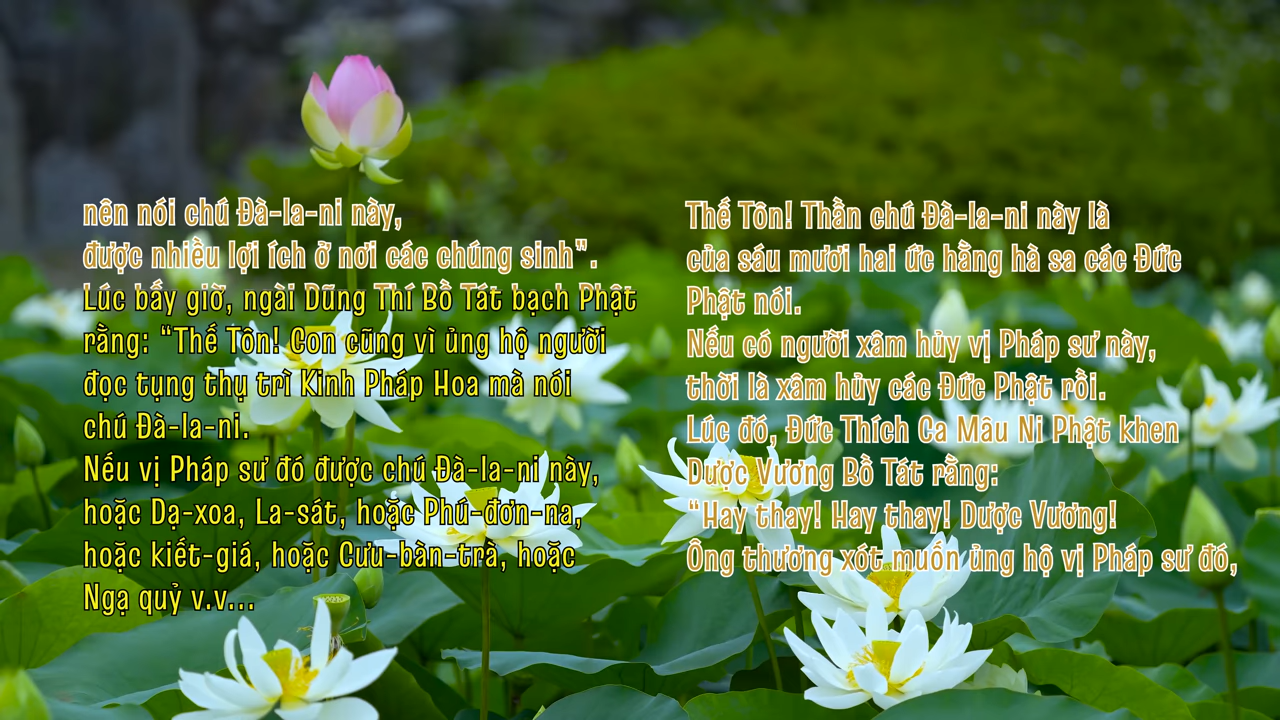 nên nói chú Đà-la-ni này,
được nhiều lợi ích ở nơi các chúng sinh”.
Lúc bấy giờ, ngài Dũng Thí Bồ Tát bạch Phật
rằng: “Thế Tôn! Con cũng vì ủng hộ người
đọc tụng thụ trì Kinh Pháp Hoa mà nói
chú Đà-la-ni.
Nếu vị Pháp sư đó được chú Đà-la-ni này,
hoặc Dạ-xoa, La-sát, hoặc Phú-đơn-na,
hoặc kiết-giá, hoặc Cưu-bàn-trà, hoặc
Ngạ quỷ v.v...
Thế Tôn! Thần chú Đà-la-ni này là
của sáu mươi hai ức hằng hà sa các Đức
Phật nói.
Nếu có người xâm hủy vị Pháp sư này,
thời là xâm hủy các Đức Phật rồi.
Lúc đó, Đức Thích Ca Mâu Ni Phật khen
Dược Vương Bồ Tát rằng:
“Hay thay! Hay thay! Dược Vương!
Ông thương xót muốn ủng hộ vị Pháp sư đó,